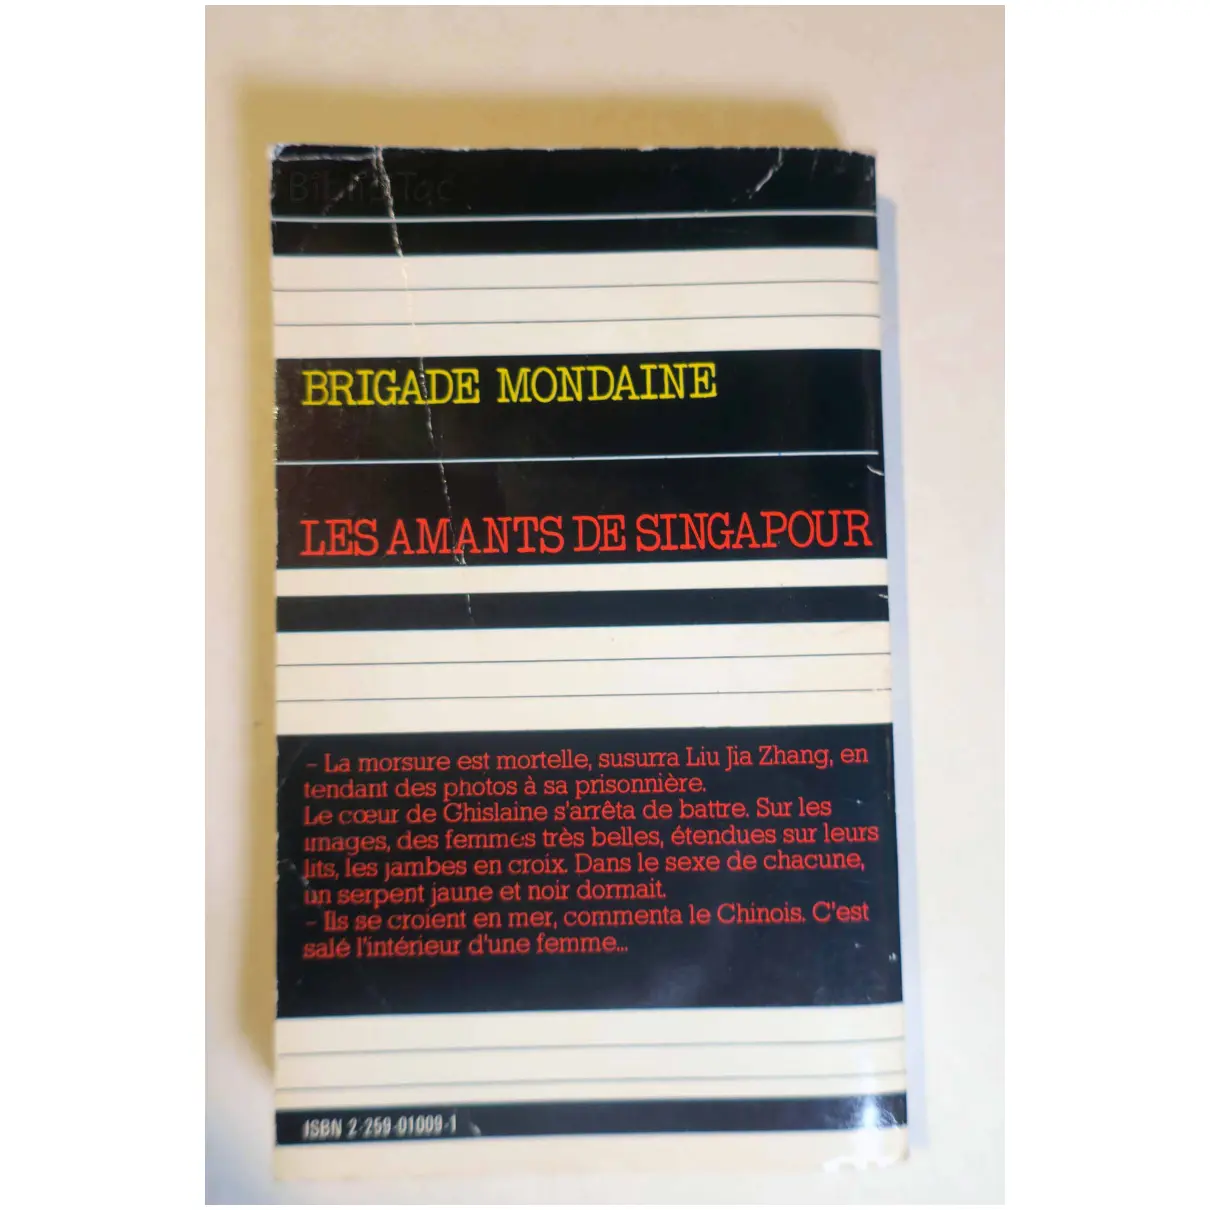 Biblio Tac
BRIGADE MONDAINE
LES AMANTS DE SINGAPOUR
– La morsure est mortelle, susurra Liu Jia Zhang, en
tendant des photos à sa prisonnière.
Le cœur de Ghislaine s'arrêta de battre. Sur les
images, des femmes très belles, étendues sur leurs
lits, les jambes en croix. Dans le sexe de chacune,
un serpent jaune et noir dormait.
– Ils se croient en mer, commenta le Chinois. C'est
salé l'intérieur d'une femme...
ISBN 2-259-01009-1